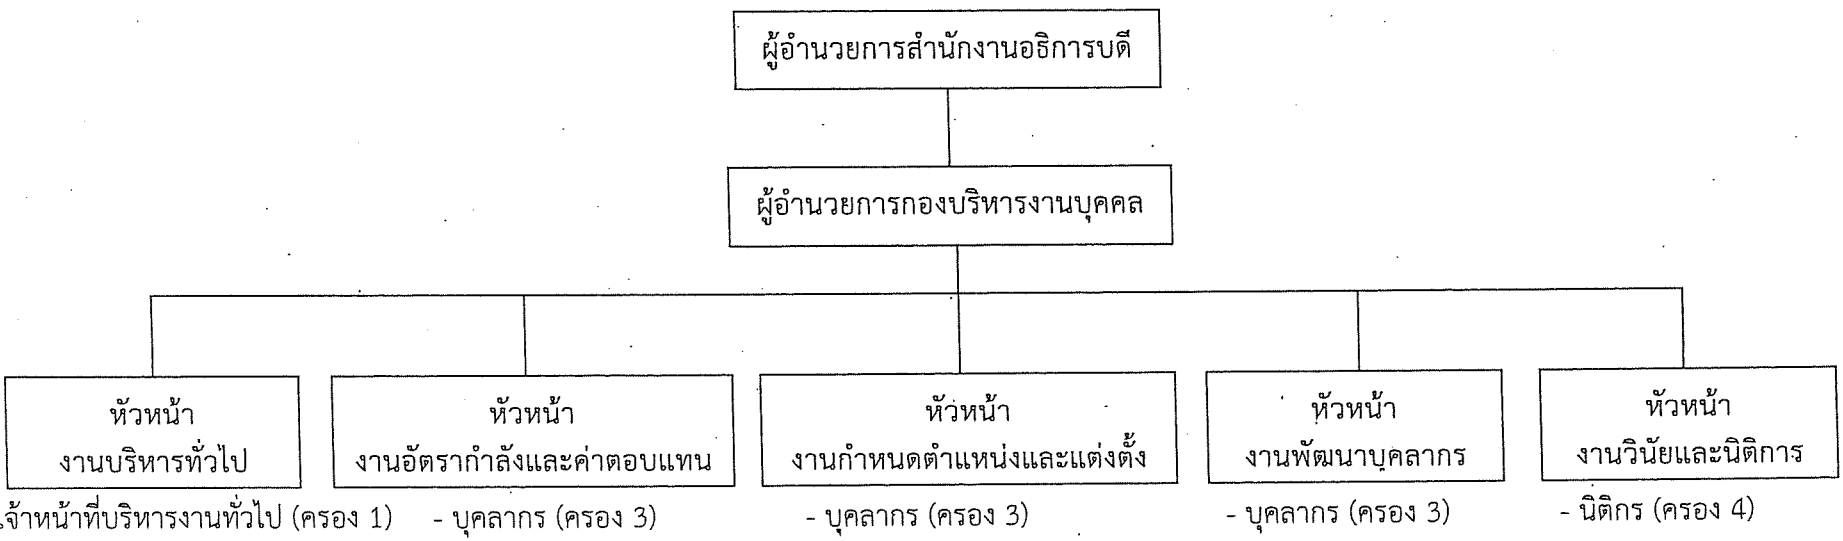 ผู้อำนวยการสำนักงานอธิการบดี
ผู้อำนวยการกองบริหารงานบุคคล
หัวหน้า
งานบริหารทั่วไป
หัวหน้า
งานอัตรากำลังและค่าตอบแทน
หัวหน้า
งานกำหนดตำแหน่งและแต่งตั้ง
หัวหน้า
งานพัฒนาบุคลากร
หัวหน้า
งานวินัยและนิติการ
จ้าหน้าที่บริหารงานทั่วไป (ครอง 1)
- บุคลากร (ครอง 3)
- บุคลากร (ครอง 3)
- บุคลากร (ครอง 3)
- นิติกร (ครอง 4)